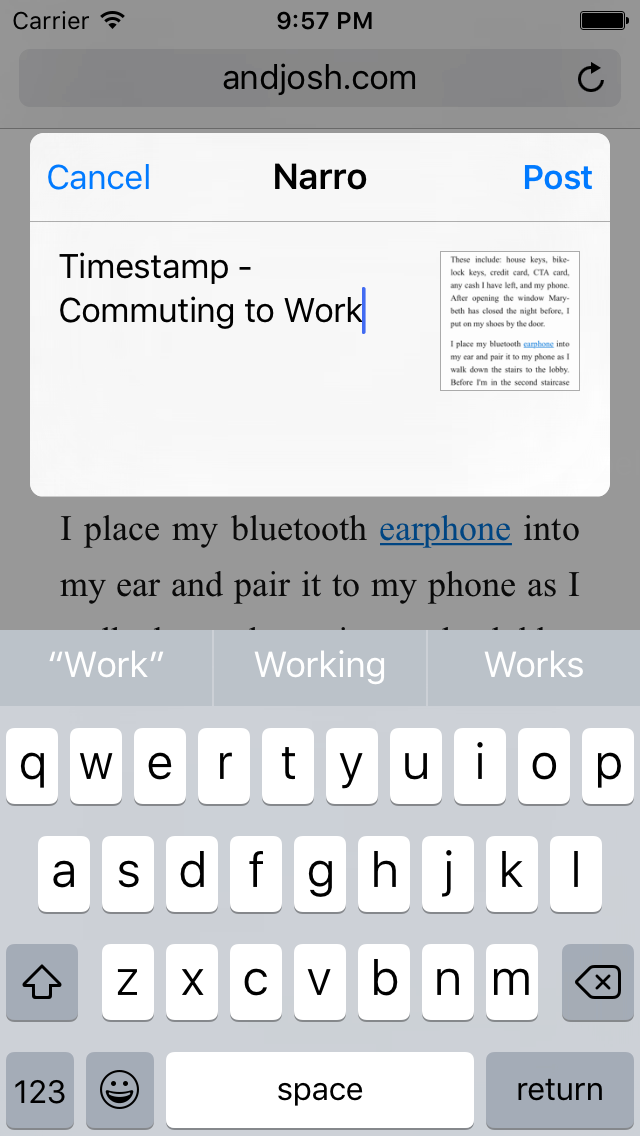 Carrier 9:57 PM
andjosh.com
Cancel Narro Post
Timestamp -
Commuting to Work
These include: house keys, bike-
lock keys, credit card, CTA card,
any cash I have left, and my phone.
After opening the window Mary-
beth has closed the night before, I
put on my shoes by the door.
I place my bluetooth earphone into
my ear and pair it to my phone as I
walk down the stairs to the lobby.
Before I'm in the second staircase
I place my bluetooth earphone into
my ear and pair it to my phone as I
“Work” Working Works
q w e r t y u i o p
a s d f g h j k l
z x c v b n m
123 space return